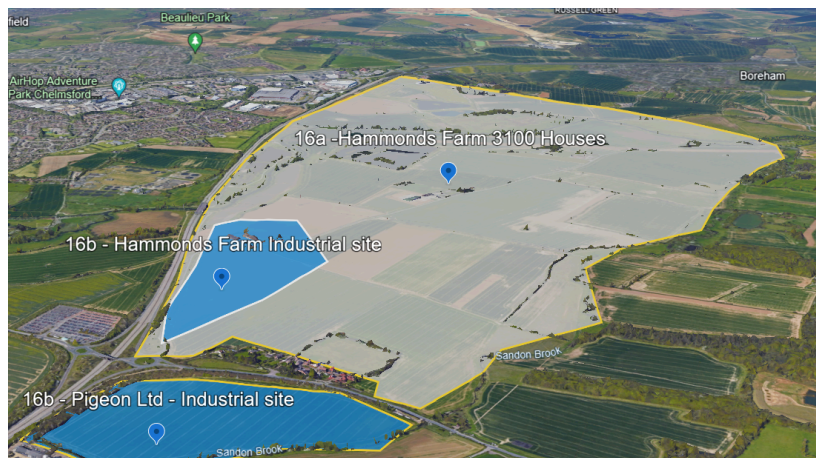 RUSSELL GREEN
Beaulieu Park
field
Boreham
AirHop Adventure
Park Chelmsford
16a -Hammonds Farm 3100 Houses
16b - Hammonds Farm Industrial site
Sandon Brook
16b - Pigeon Ltd - Industrial site
Sandon Brook